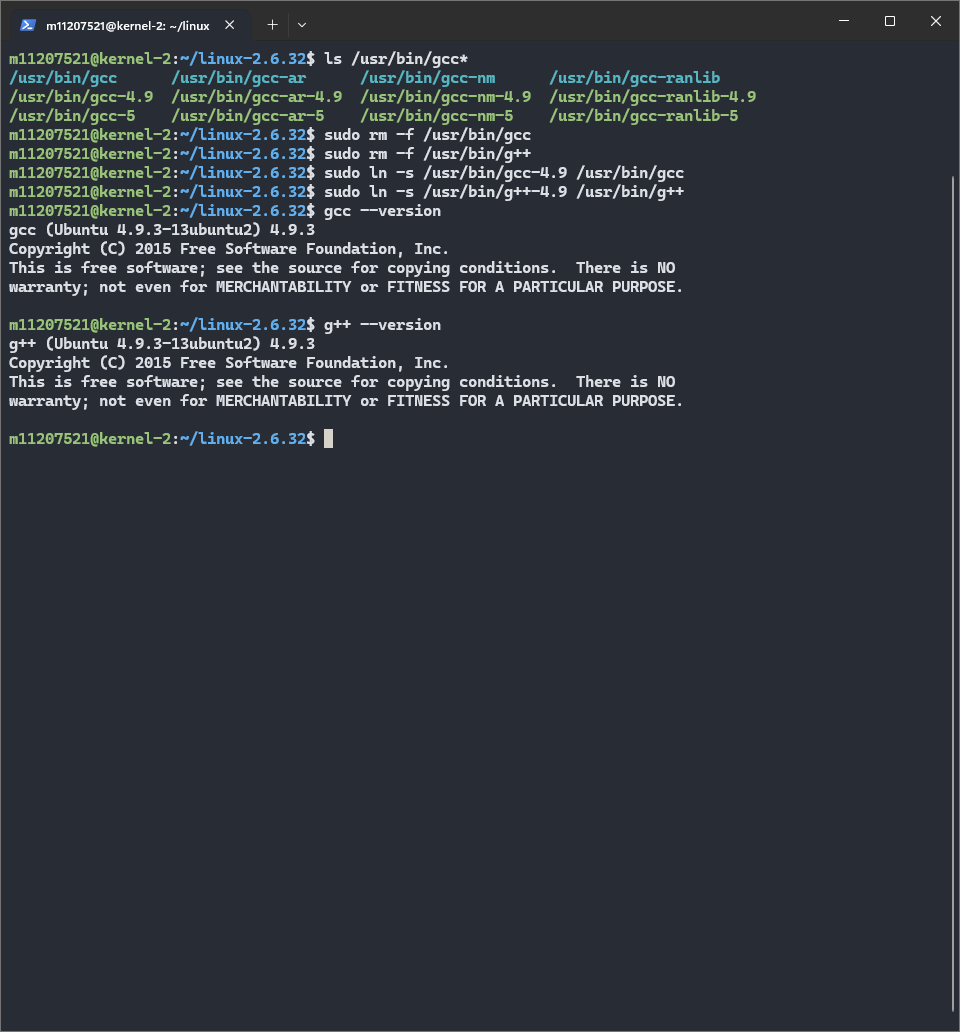 m11207521@kernel-2: ~/linux
m11207521@kernel-2:~/linux-2.6.32$ ls /usr/bin/gcc*
/usr/bin/gcc      /usr/bin/gcc-ar      /usr/bin/gcc-nm      /usr/bin/gcc-ranlib
/usr/bin/gcc-4.9  /usr/bin/gcc-ar-4.9  /usr/bin/gcc-nm-4.9  /usr/bin/gcc-ranlib-4.9
/usr/bin/gcc-5    /usr/bin/gcc-ar-5    /usr/bin/gcc-nm-5    /usr/bin/gcc-ranlib-5
m11207521@kernel-2:~/linux-2.6.32$ sudo rm -f /usr/bin/gcc
m11207521@kernel-2:~/linux-2.6.32$ sudo rm -f /usr/bin/g++
m11207521@kernel-2:~/linux-2.6.32$ sudo ln -s /usr/bin/gcc-4.9 /usr/bin/gcc
m11207521@kernel-2:~/linux-2.6.32$ sudo ln -s /usr/bin/g++-4.9 /usr/bin/g++
m11207521@kernel-2:~/linux-2.6.32$ gcc --version
gcc (Ubuntu 4.9.3-13ubuntu2) 4.9.3
Copyright (C) 2015 Free Software Foundation, Inc.
This is free software; see the source for copying conditions.  There is NO
warranty; not even for MERCHANTABILITY or FITNESS FOR A PARTICULAR PURPOSE.
m11207521@kernel-2:~/linux-2.6.32$ g++ --version
g++ (Ubuntu 4.9.3-13ubuntu2) 4.9.3
Copyright (C) 2015 Free Software Foundation, Inc.
This is free software; see the source for copying conditions.  There is NO
warranty; not even for MERCHANTABILITY or FITNESS FOR A PARTICULAR PURPOSE.
m11207521@kernel-2:~/linux-2.6.32$